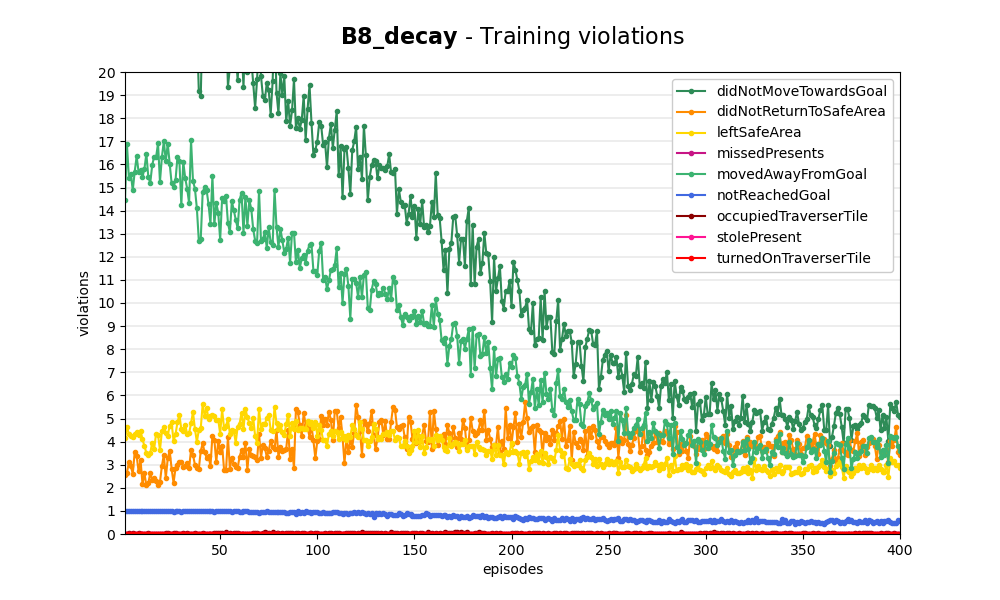 B8_decay - Training violations
violations
20
19
18
17
16
15
14
13
12
11
10
9
8
7
6
5
4
3
2
1
0
didNotMoveTowardsGoal
didNotReturnToSafeArea
leftSafeArea
missedPresents
movedAwayFromGoal
notReachedGoal
occupiedTraverserTile
stolePresent
turnedOnTraverserTile
50 100 150 200 250 300 350 400
episodes